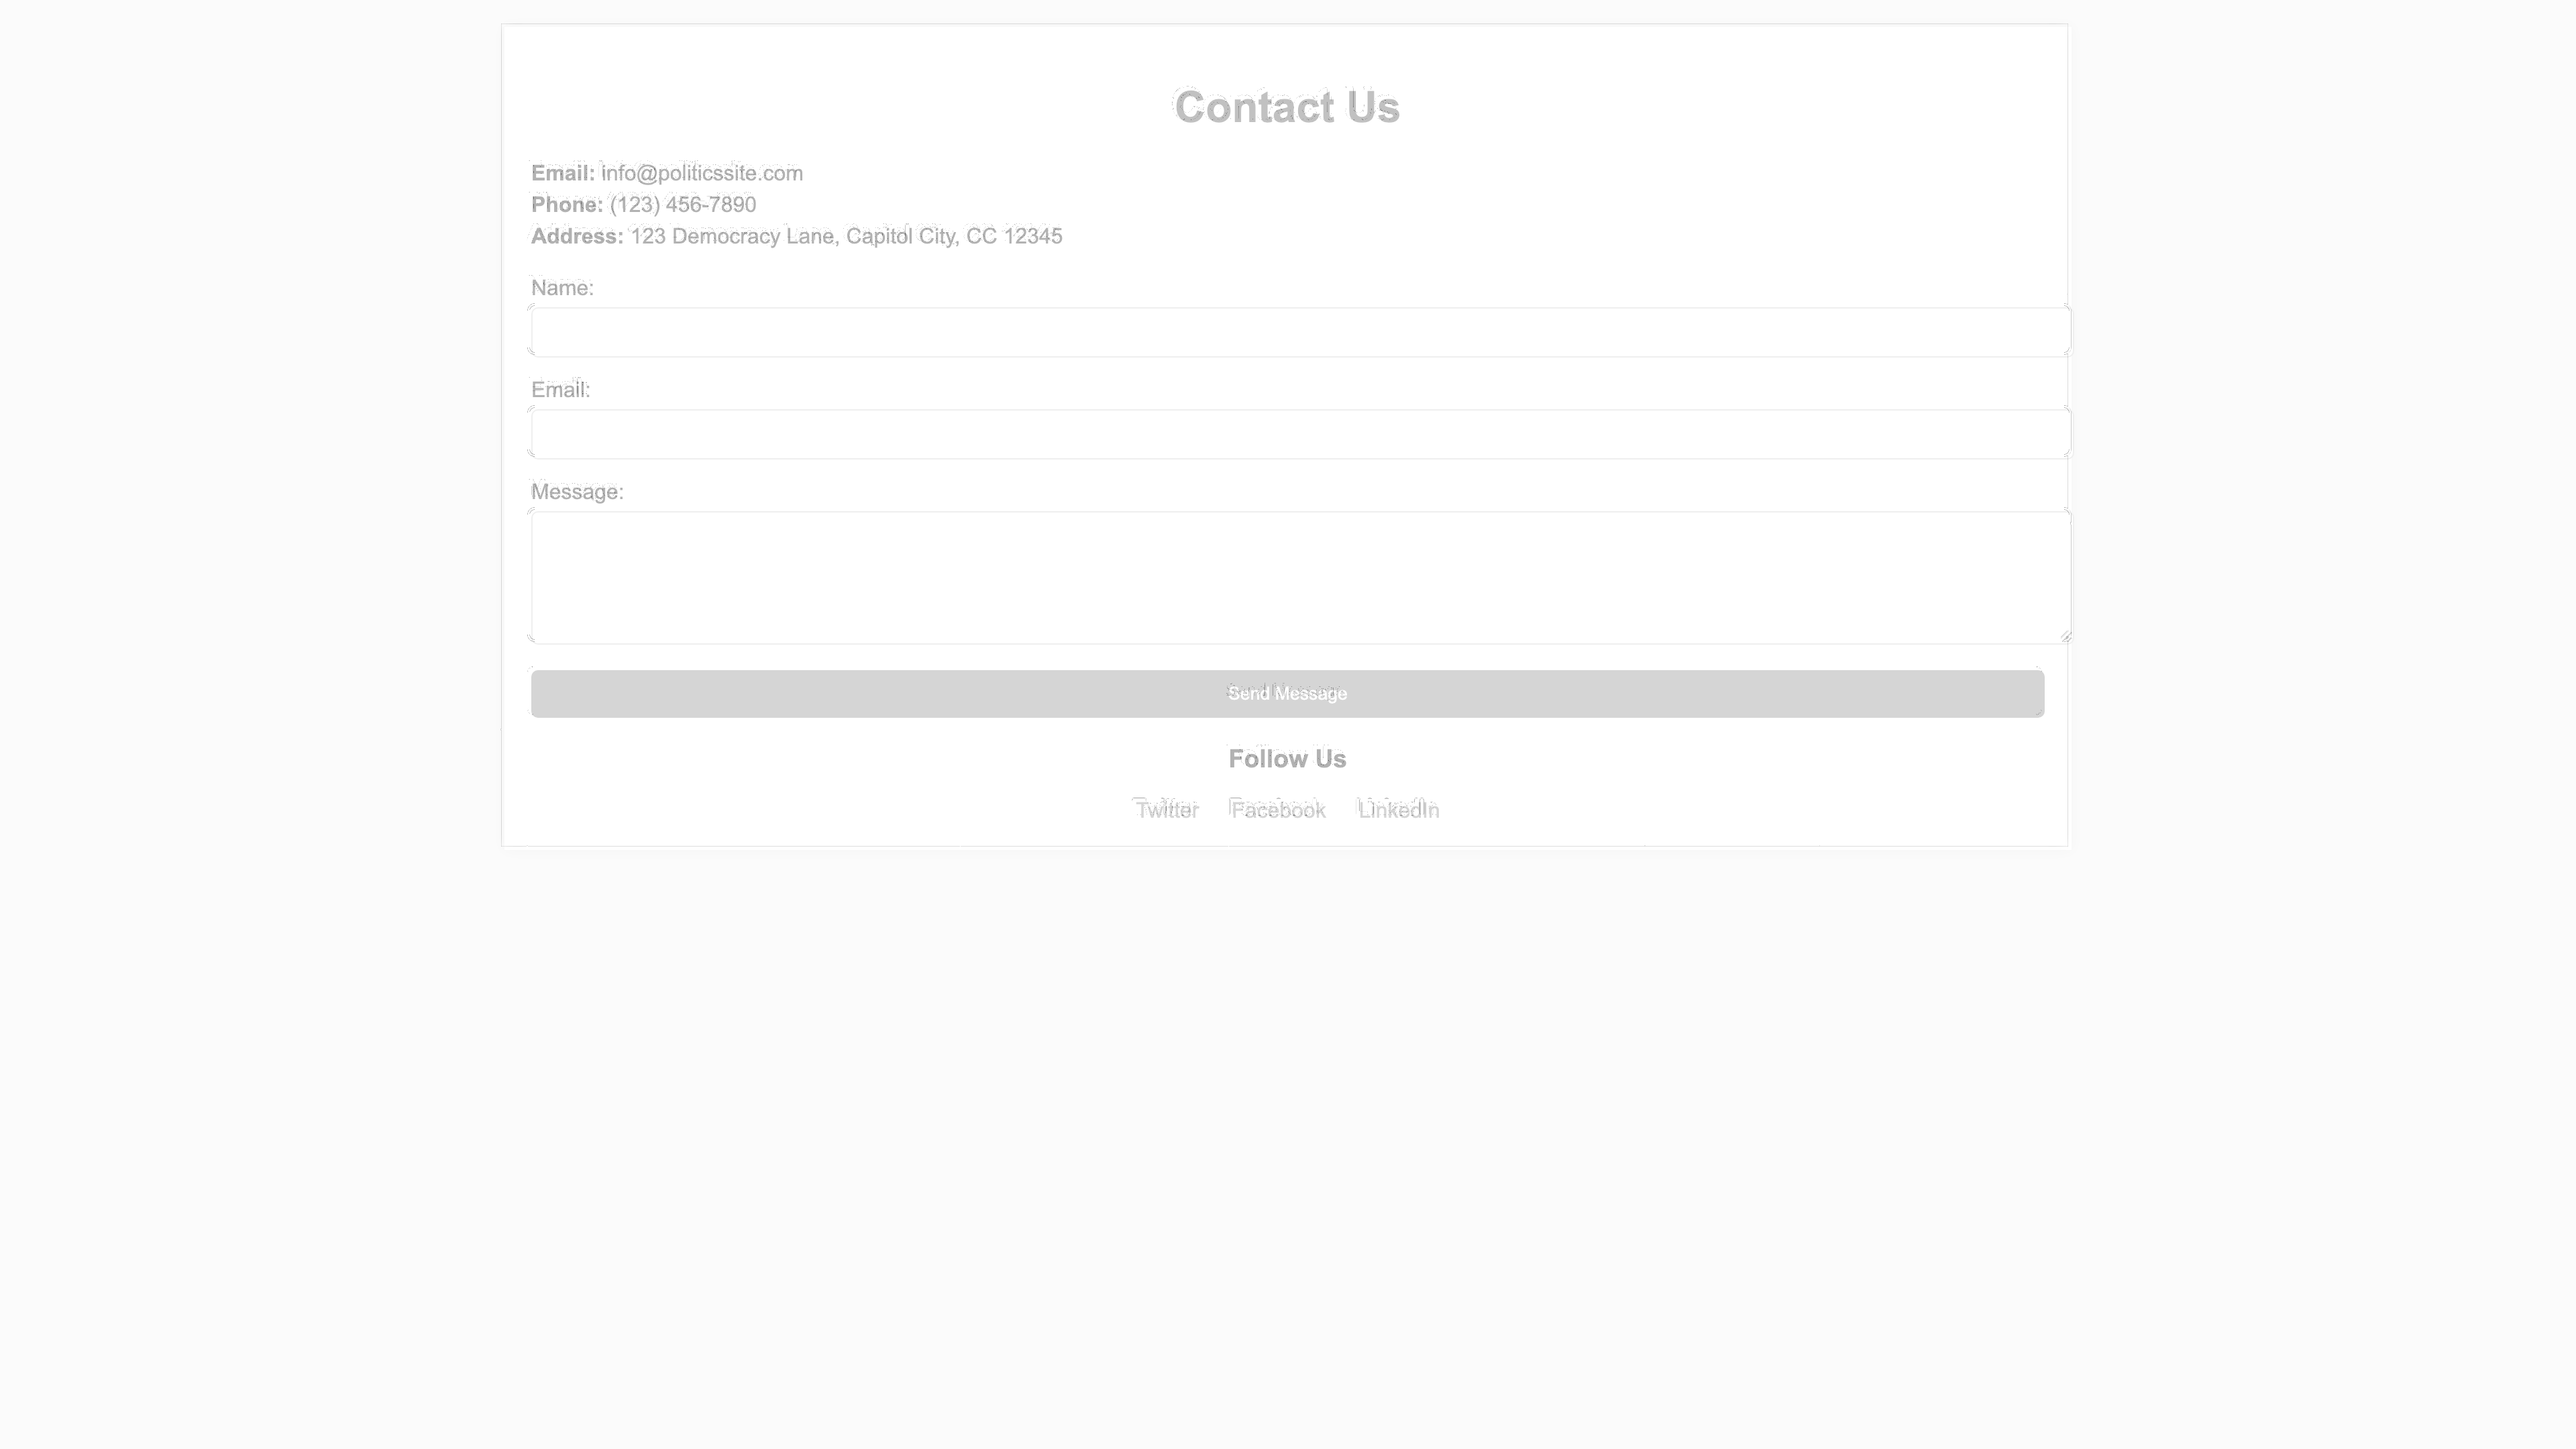 Contact Us
Email: info@politicssite.com
Phone: (123) 456-7890
Address: 123 Democracy Lane, Capitol City, CC 12345
Name:
Email:
Message:
Send Message
Follow Us
Twitter Facebook LinkedIn